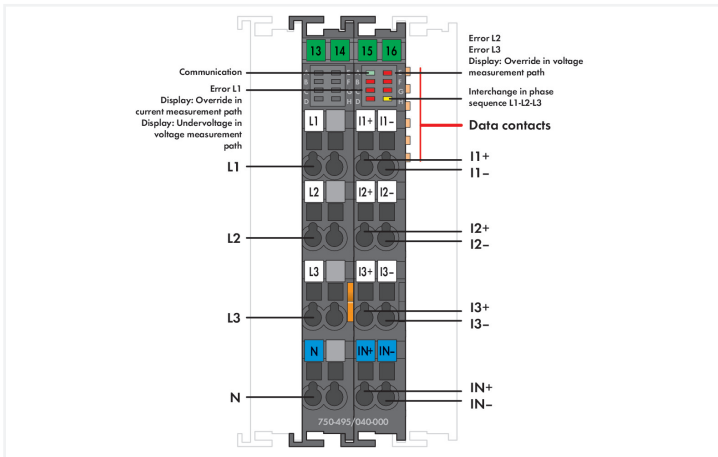 13 14 15 16
Communication
Error L1
Display: Override in
current measurement path
Display: Undervoltage in
voltage measurement
path
Error L2
Error L3
Display: Override in voltage
measurement path
Interchange in phase
sequence L1-L2-L3
Data contacts
A E A E
B F B F
C G C G
D H D H
L1 I1+ I1−
L1
I1+
I1−
L2 I2+ I2−
L2
I2+
I2−
L3 I3+ I3−
L3
I3+
I3−
N IN+ IN−
N
IN+
IN−
750-495/040-000